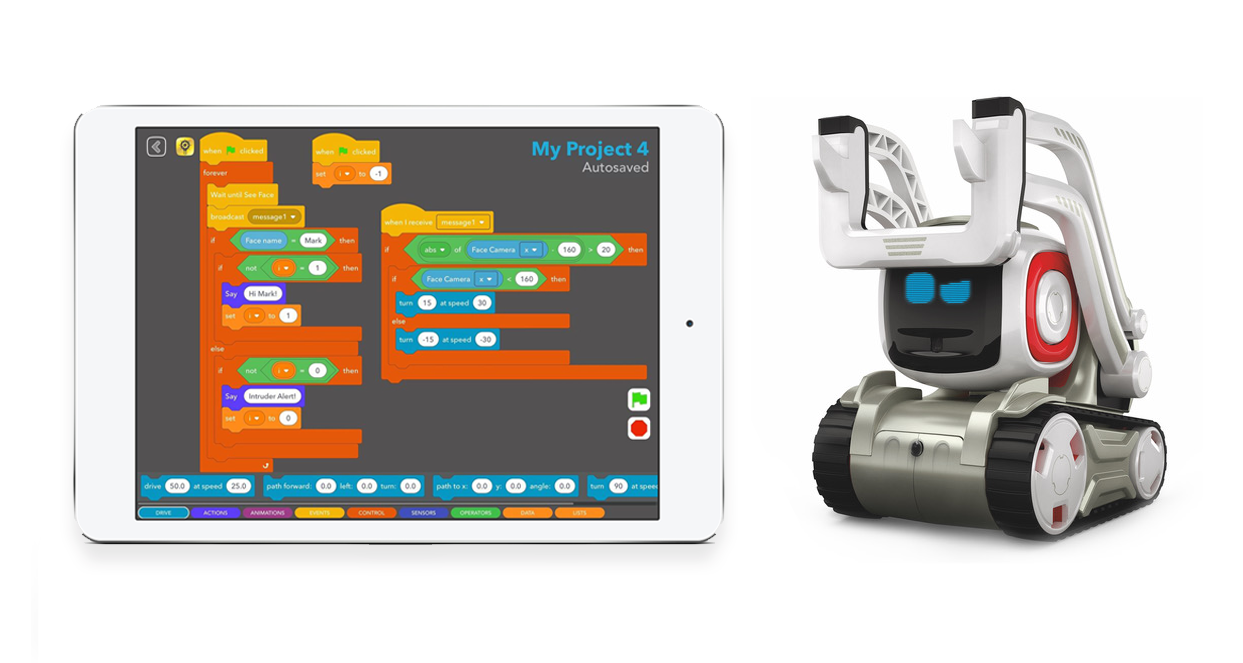 when clicked
forever
Wait until See Face
broadcast message1
if Face name = Mark then
if not i = 1 then
Say Hi Mark!
set i to 1
else
if not i = 0 then
Say Intruder Alert!
set i to 0
when clicked
set i to -1
My Project 4
Autosaved
when I receive message1
if abs of Face Camera x - 160 > 20 then
if Face Camera x < 160 then
turn 15 at speed 30
else
turn -15 at speed -30
drive 50.0 at speed 25.0 path forward: 0.0 left: 0.0 turn: 0.0 path to x: 0.0 y: 0.0 angle: 0.0 turn 90 at spee
DRIVE ACTIONS ANIMATIONS EVENTS CONTROL SENSORS OPERATORS DATA LISTS